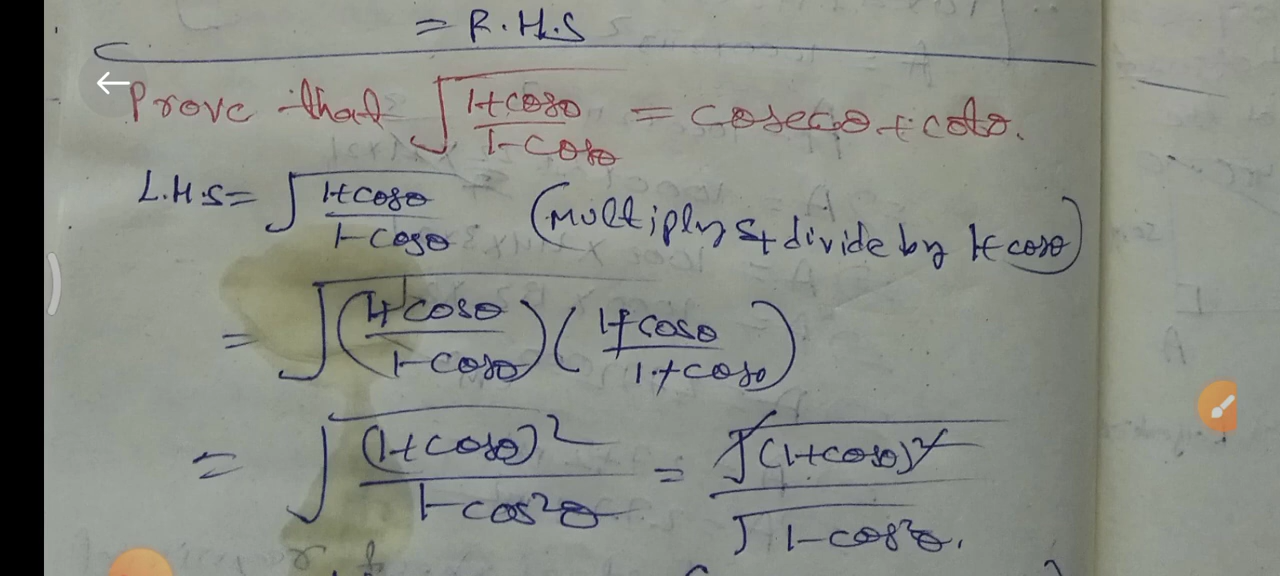 = R.H.S
Prove that √(1+cosθ / 1-cosθ) = cosecθ + cotθ.
L.H.S = √(1+cosθ / 1-cosθ) (Multiply & divide by 1+cosθ)
= √((1+cosθ / 1-cosθ) (1+cosθ / 1+cosθ))
= √((1+cosθ)² / 1-cos²θ) = √(1+cosθ)² / √1-cos²θ.